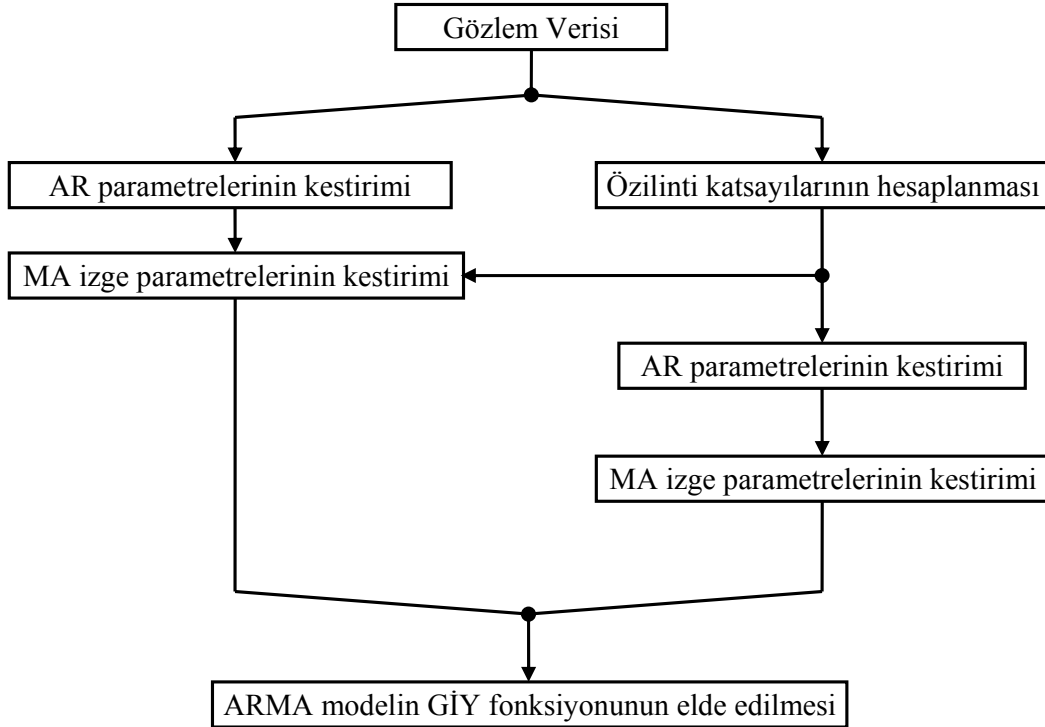 Gözlem Verisi
AR parametrelerinin kestirimi
Özilinti katsayılarının hesaplanması
MA izge parametrelerinin kestirimi
AR parametrelerinin kestirimi
MA izge parametrelerinin kestirimi
ARMA modelin GİY fonksiyonunun elde edilmesi